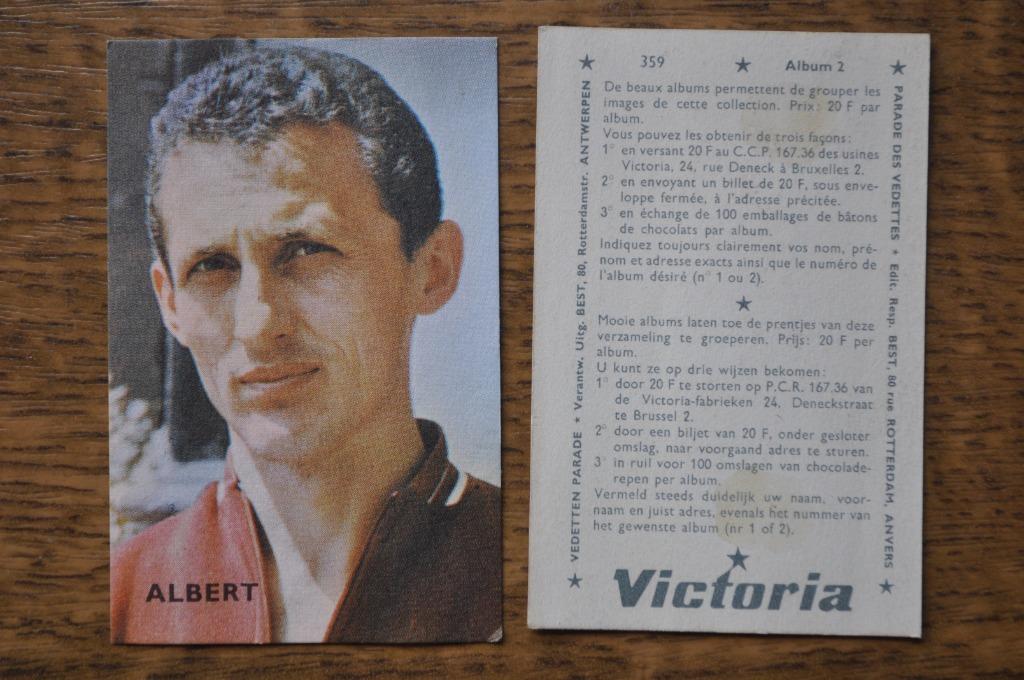 ALBERT
359 ★ Album 2
De beaux albums permettent de grouper les
images de cette collection. Prix: 20 F par
album.
Vous pouvez les obtenir de trois façons:
1° en versant 20 F au C.C.P. 167.36 des usines
Victoria, 24, rue Deneck à Bruxelles 2.
2° en envoyant un billet de 20 F, sous enve-
loppe fermée, à l'adresse précitée.
3° en échange de 100 emballages de bâtons
de chocolats par album.
Indiquez toujours clairement vos nom, pré-
nom et adresse exacts ainsi que le numéro de
l'album désiré (n° 1 ou 2).
★
Mooie albums laten toe de prentjes van deze
verzameling te groeperen. Prijs: 20 F per
album.
U kunt ze op drie wijzen bekomen:
1° door 20 F te storten op P.C.R. 167.36 van
de Victoria-fabrieken 24, Deneckstraat
te Brussel 2.
2° door een biljet van 20 F, onder gesloten
omslag, naar voorgaand adres te sturen.
3° in ruil voor 100 omslagen van chocolade-
repen per album.
Vermeld steeds duidelijk uw naam, voor-
naam en juist adres, evenals het nummer van
het gewenste album (nr 1 of 2).
Victoria
★ VEDETTEN PARADE ★ Verantw. Uitg. BEST, 80, Rotterdamstr. ANTWERPEN ★
★ PARADE DES VEDETTES ★ Edit. Resp. BEST, 80 rue ROTTERDAM, ANVERS ★